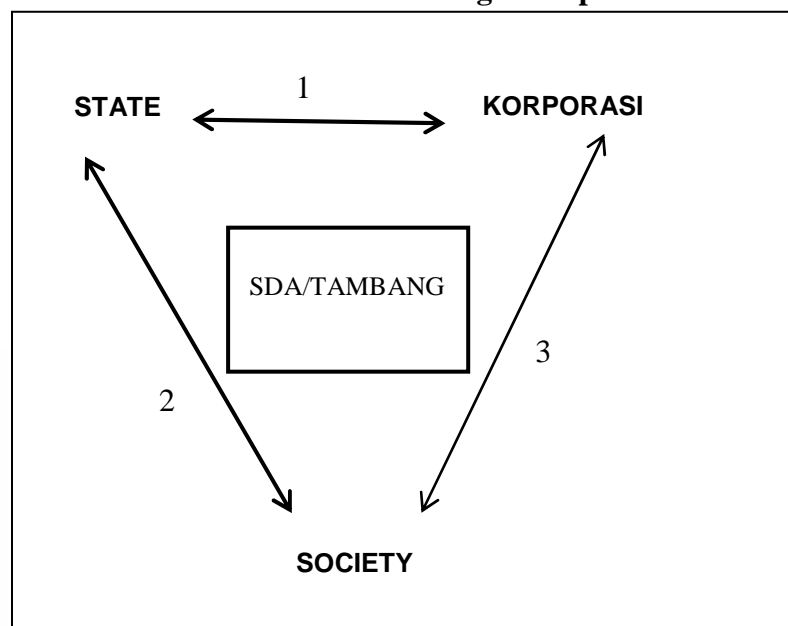 1
STATE
KORPORASI
SDA/TAMBANG
3
2
SOCIETY